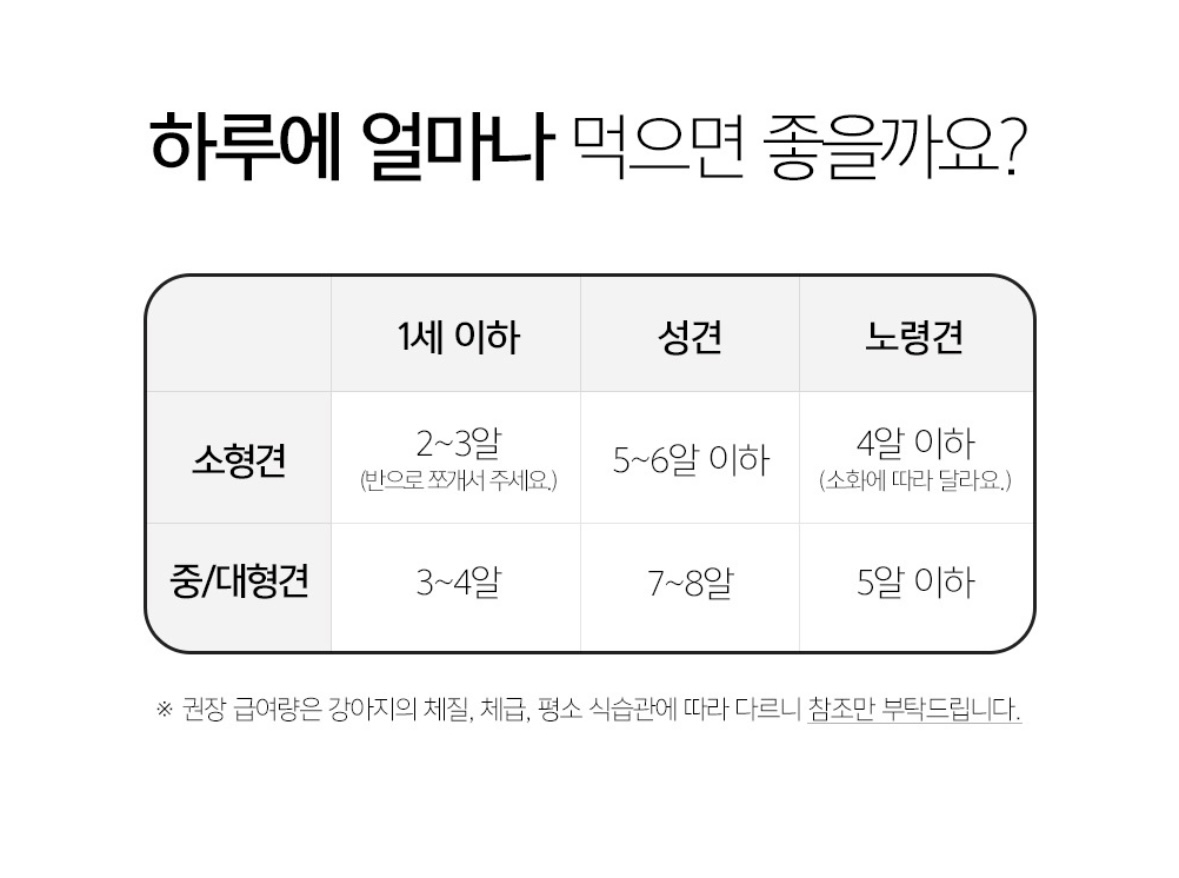 하루에 얼마나 먹으면 좋을까요?
1세 이하 성견 노령견
소형견 2~3알 5~6알 이하 4알 이하
(반으로 쪼개서 주세요.) (소화에 따라 달라요.)
중/대형견 3~4알 7~8알 5알 이하
※ 권장 급여량은 강아지의 체질, 체급, 평소 식습관에 따라 다르니 참조만 부탁드립니다.